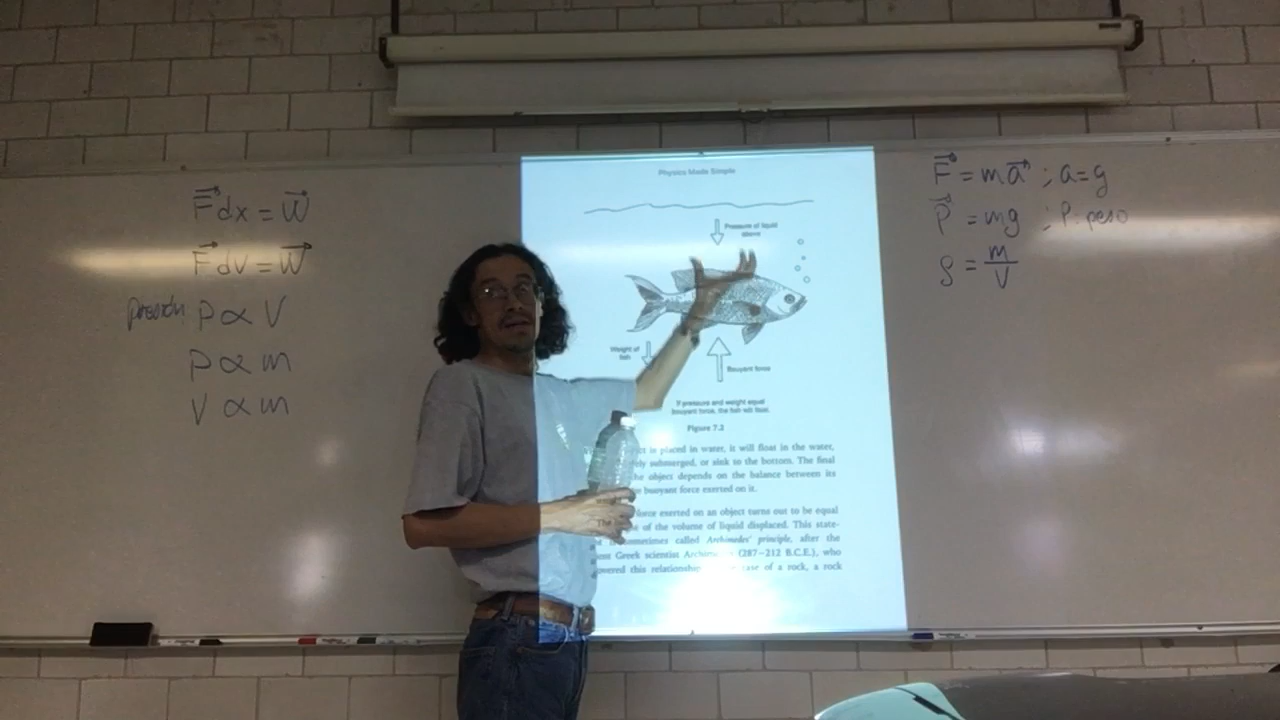 F⃗dx = W⃗
F⃗dv = W⃗
presión P ∝ V
P ∝ m
V ∝ m
Physics Made Simple
Pressure of liquid
above
Weight of
fish
Bouyant force
If pressure and weight equal
bouyant force, the fish will float.
Figure 7.2
is placed in water, it will float in the water,
submerged, or sink to the bottom. The final
the object depends on the balance between its
buoyant force exerted on it.
force exerted on an object turns out to be equal
of the volume of liquid displaced. This state-
sometimes called Archimedes' principle, after the
Greek scientist (287–212 B.C.E.), who
this relationship case of a rock, a rock
F⃗ = ma⃗ ; a=g
P⃗ = mg ; P: peso
ρ = m/V